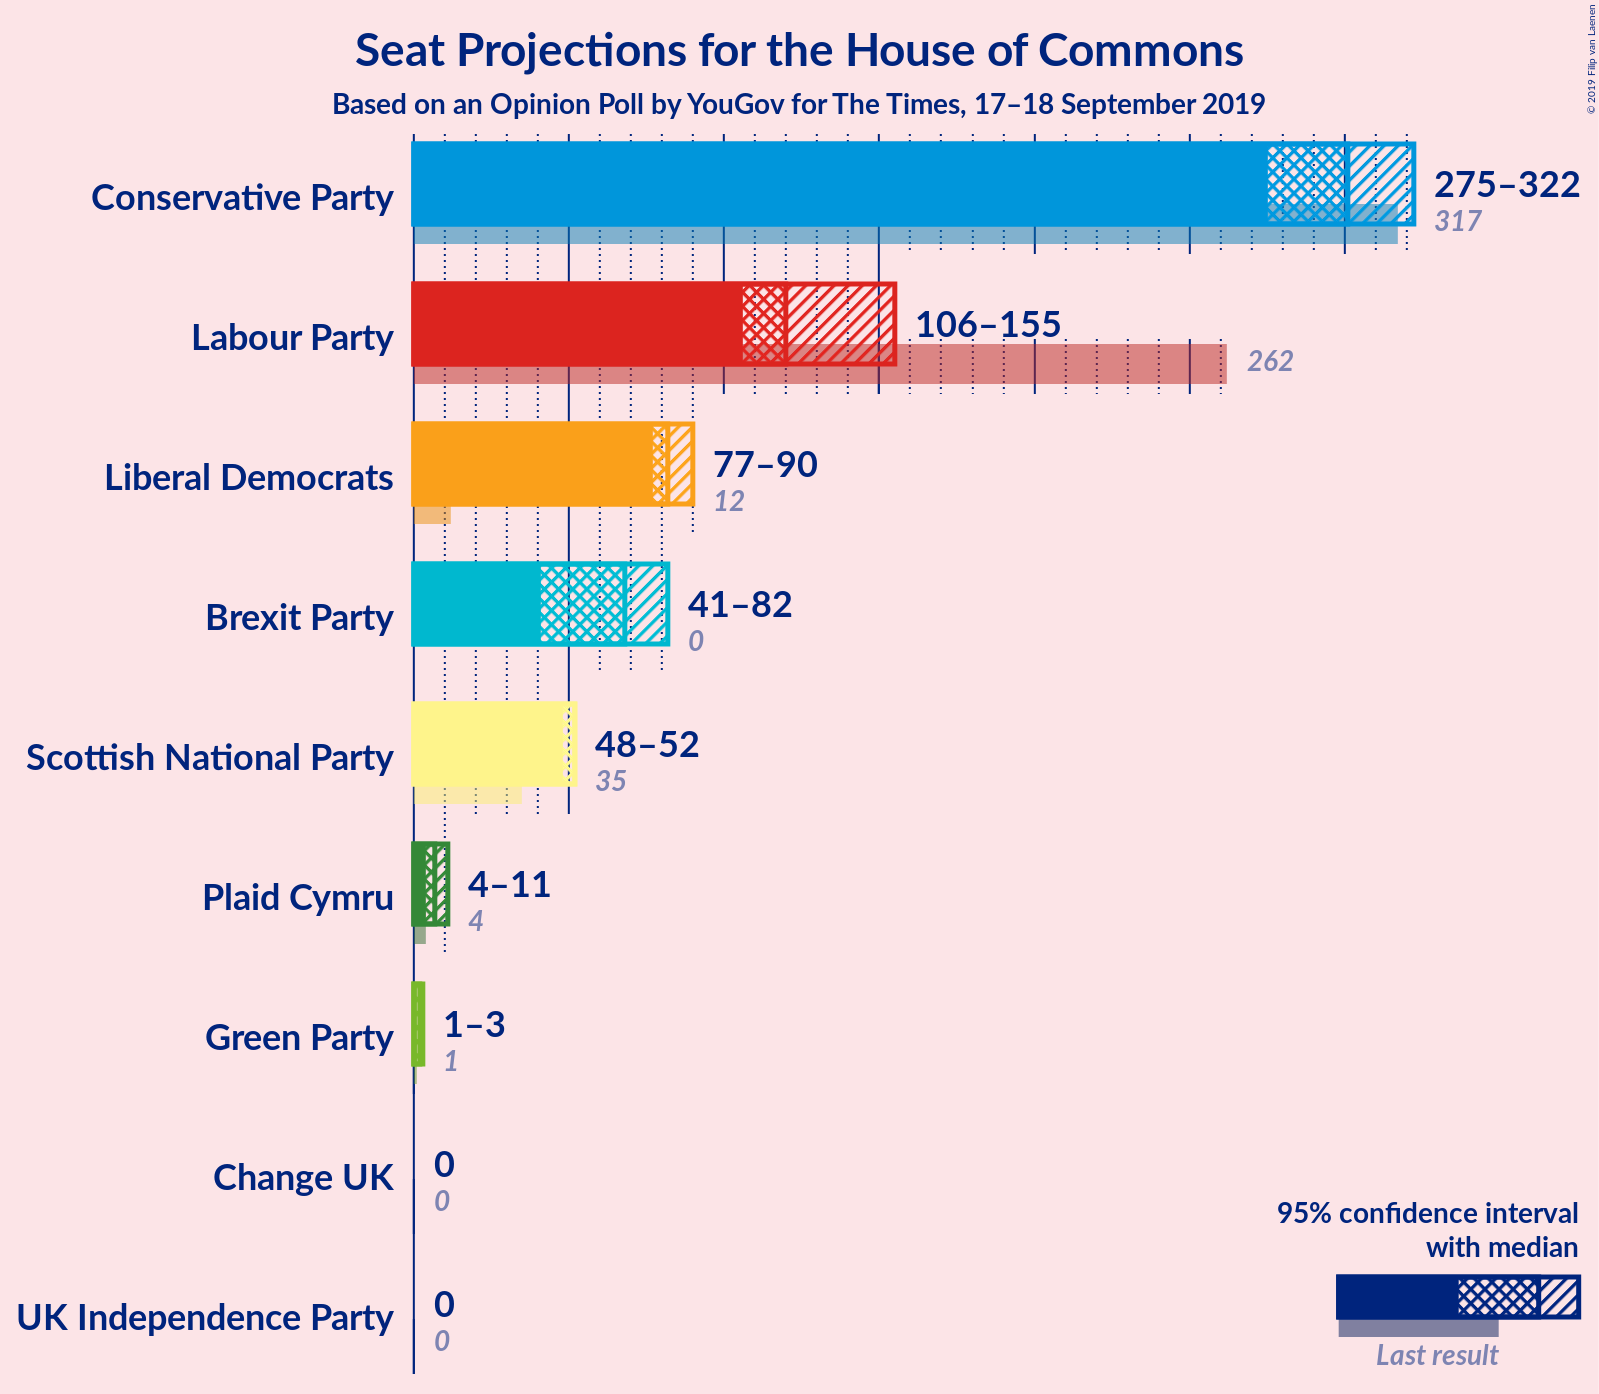 Seat Projections for the House of Commons
Based on an Opinion Poll by YouGov for The Times, 17–18 September 2019
© 2019 Filip van Laenen
Conservative Party
275–322
317
Labour Party
106–155
262
Liberal Democrats
77–90
12
Brexit Party
41–82
0
Scottish National Party
48–52
35
Plaid Cymru
4–11
4
Green Party
1–3
1
Change UK
0
0
UK Independence Party
0
0
95% confidence interval
with median
Last result